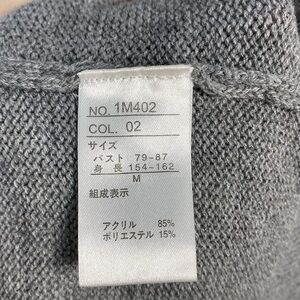 NO. 1M402
COL. 02
サイズ
バスト 79-87
身 長 154-162
M
組成表示
アクリル 85%
ポリエステル 15%